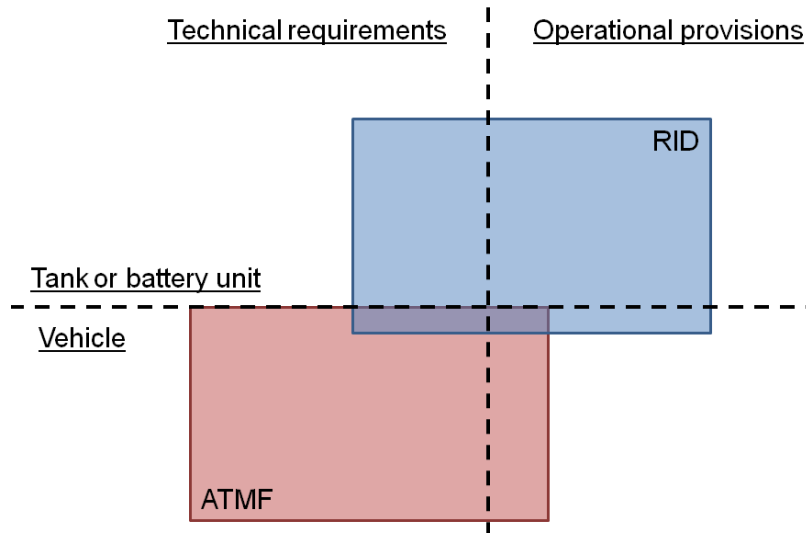 Technical requirements
Operational provisions
RID
Tank or battery unit
Vehicle
ATMF